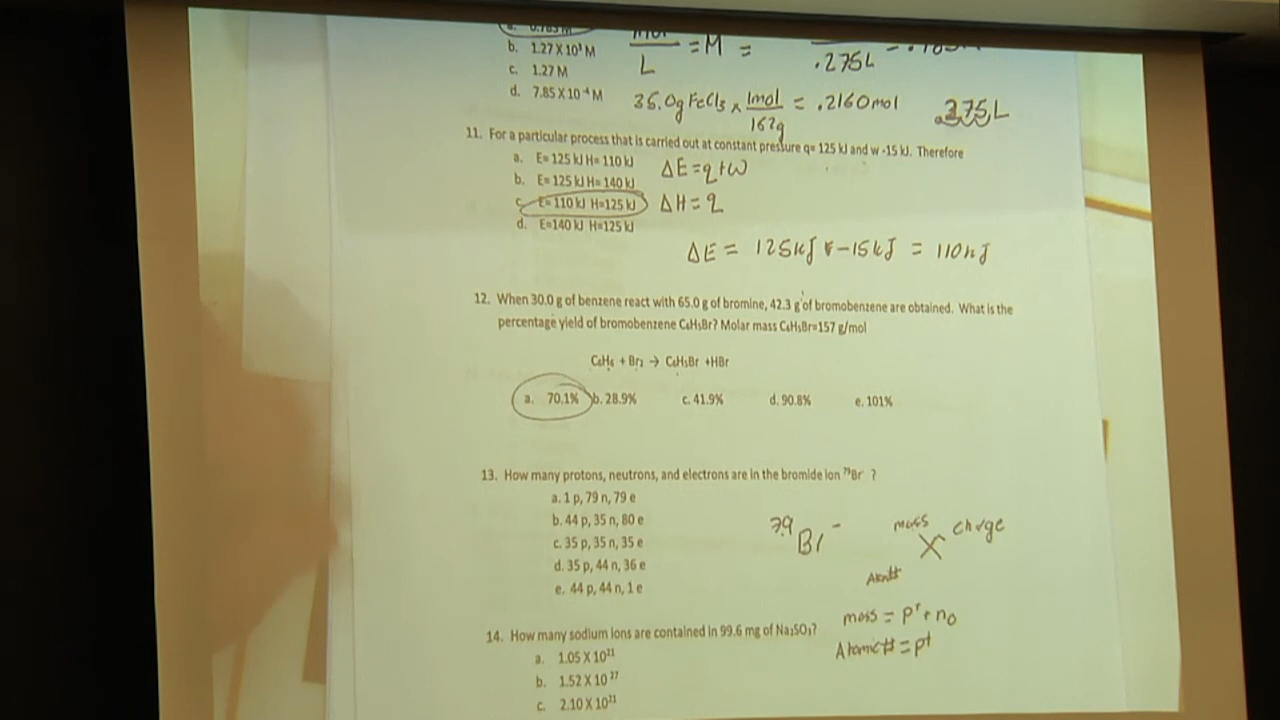 a. 0.785 M
b. 1.27 X 10³ M
c. 1.27 M
d. 7.85 X 10⁻⁴ M
mol/L = M =
.275L
35.0g FeCl₃ x 1mol/162g = .2160mol
275L
11. For a particular process that is carried out at constant pressure q= 125 kJ and w -15 kJ. Therefore
a. E= 125 kJ H= 110 kJ
b. E= 125 kJ H= 140 kJ
c. E= 110 kJ H=125 kJ
d. E=140 kJ H=125 kJ
ΔE = q+w
ΔH = q
ΔE = 125kJ + -15kJ = 110kJ
12. When 30.0 g of benzene react with 65.0 g of bromine, 42.3 g of bromobenzene are obtained. What is the
percentage yield of bromobenzene C₆H₅Br? Molar mass C₆H₅Br=157 g/mol
C₆H₆ + Br₂ → C₆H₅Br +HBr
a. 70.1% b. 28.9% c. 41.9% d. 90.8% e. 101%
13. How many protons, neutrons, and electrons are in the bromide ion ⁷⁹Br⁻ ?
a. 1 p, 79 n, 79 e
b. 44 p, 35 n, 80 e
c. 35 p, 35 n, 35 e
d. 35 p, 44 n, 36 e
e. 44 p, 44 n, 1 e
79 Br -
mass charge
X
Atm#
mass = p⁺ + n₀
Atomic# = p⁺
14. How many sodium ions are contained in 99.6 mg of Na₂SO₃?
a. 1.05 X 10²¹
b. 1.52 X 10²⁷
c. 2.10 X 10²¹